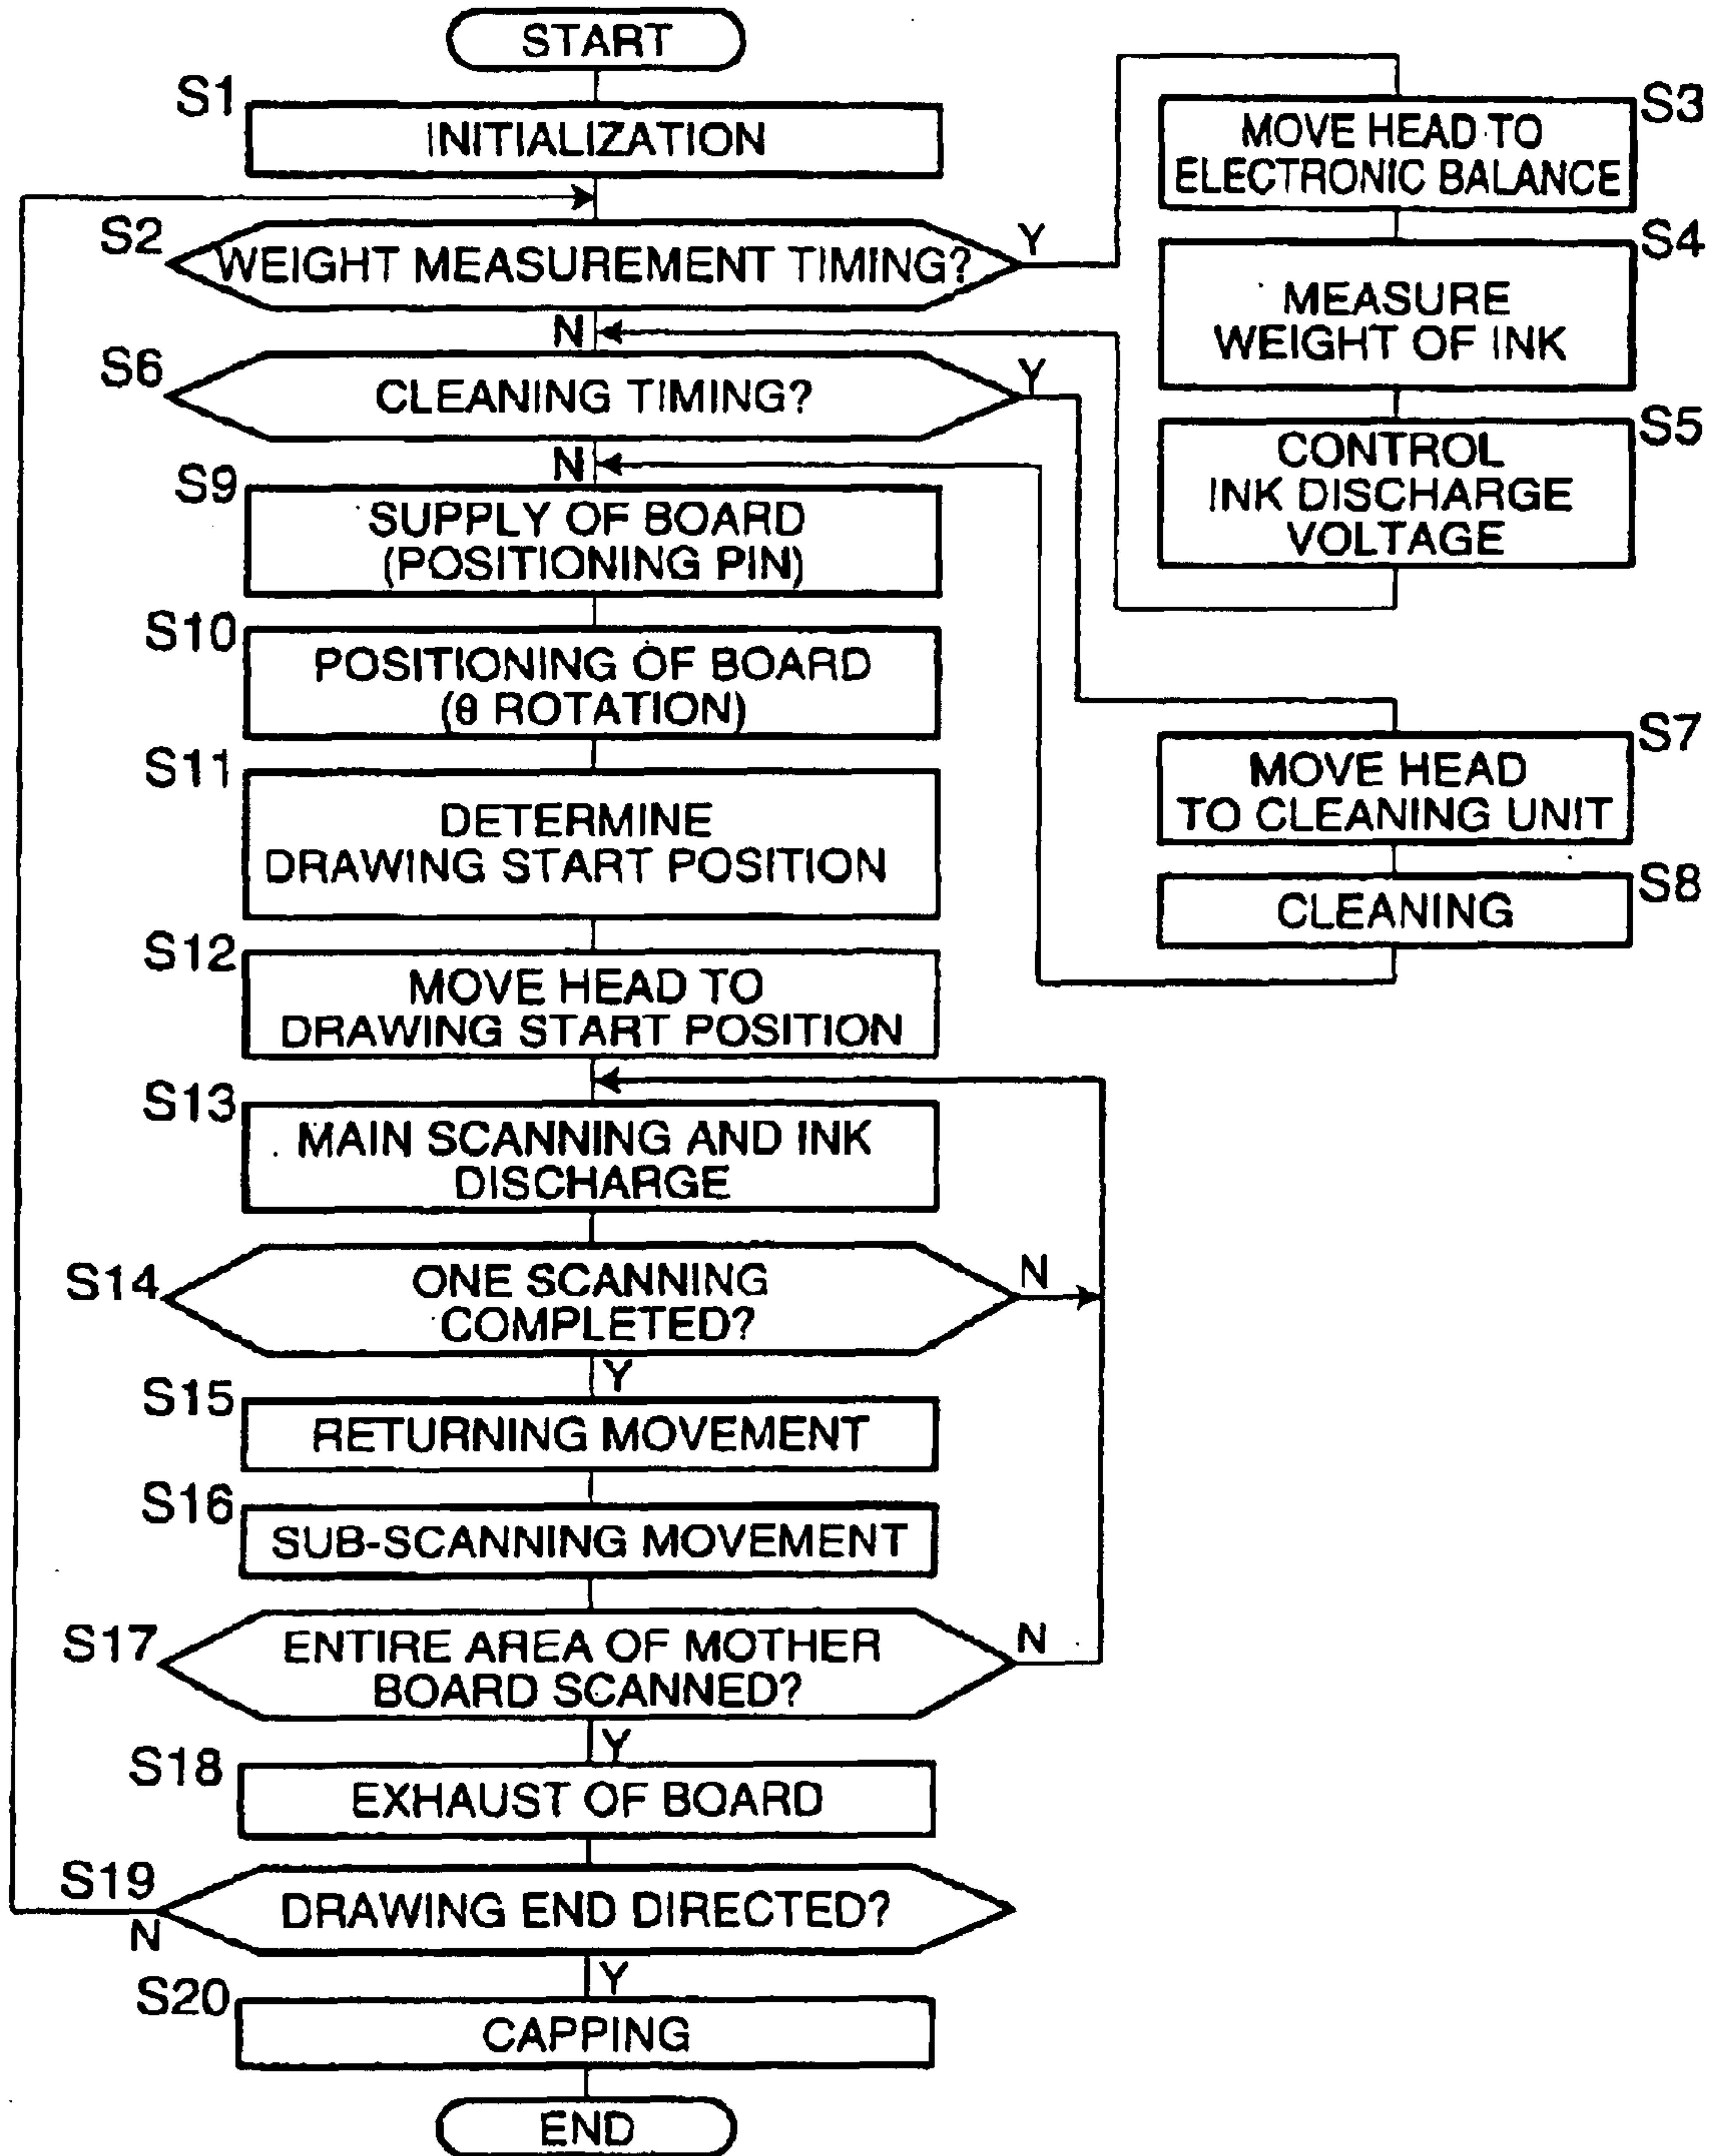 START
S1
INITIALIZATION
S2
WEIGHT MEASUREMENT TIMING?
Y
N
S3
MOVE HEAD TO
ELECTRONIC BALANCE
S4
MEASURE
WEIGHT OF INK
S5
CONTROL
INK DISCHARGE
VOLTAGE
S6
CLEANING TIMING?
Y
N
S7
MOVE HEAD
TO CLEANING UNIT
S8
CLEANING
S9
SUPPLY OF BOARD
(POSITIONING PIN)
S10
POSITIONING OF BOARD
(θ ROTATION)
S11
DETERMINE
DRAWING START POSITION
S12
MOVE HEAD TO
DRAWING START POSITION
S13
MAIN SCANNING AND INK
DISCHARGE
S14
ONE SCANNING
COMPLETED?
N
Y
S15
RETURNING MOVEMENT
S16
SUB-SCANNING MOVEMENT
S17
ENTIRE AREA OF MOTHER
BOARD SCANNED?
N
Y
S18
EXHAUST OF BOARD
S19
DRAWING END DIRECTED?
N
Y
S20
CAPPING
END